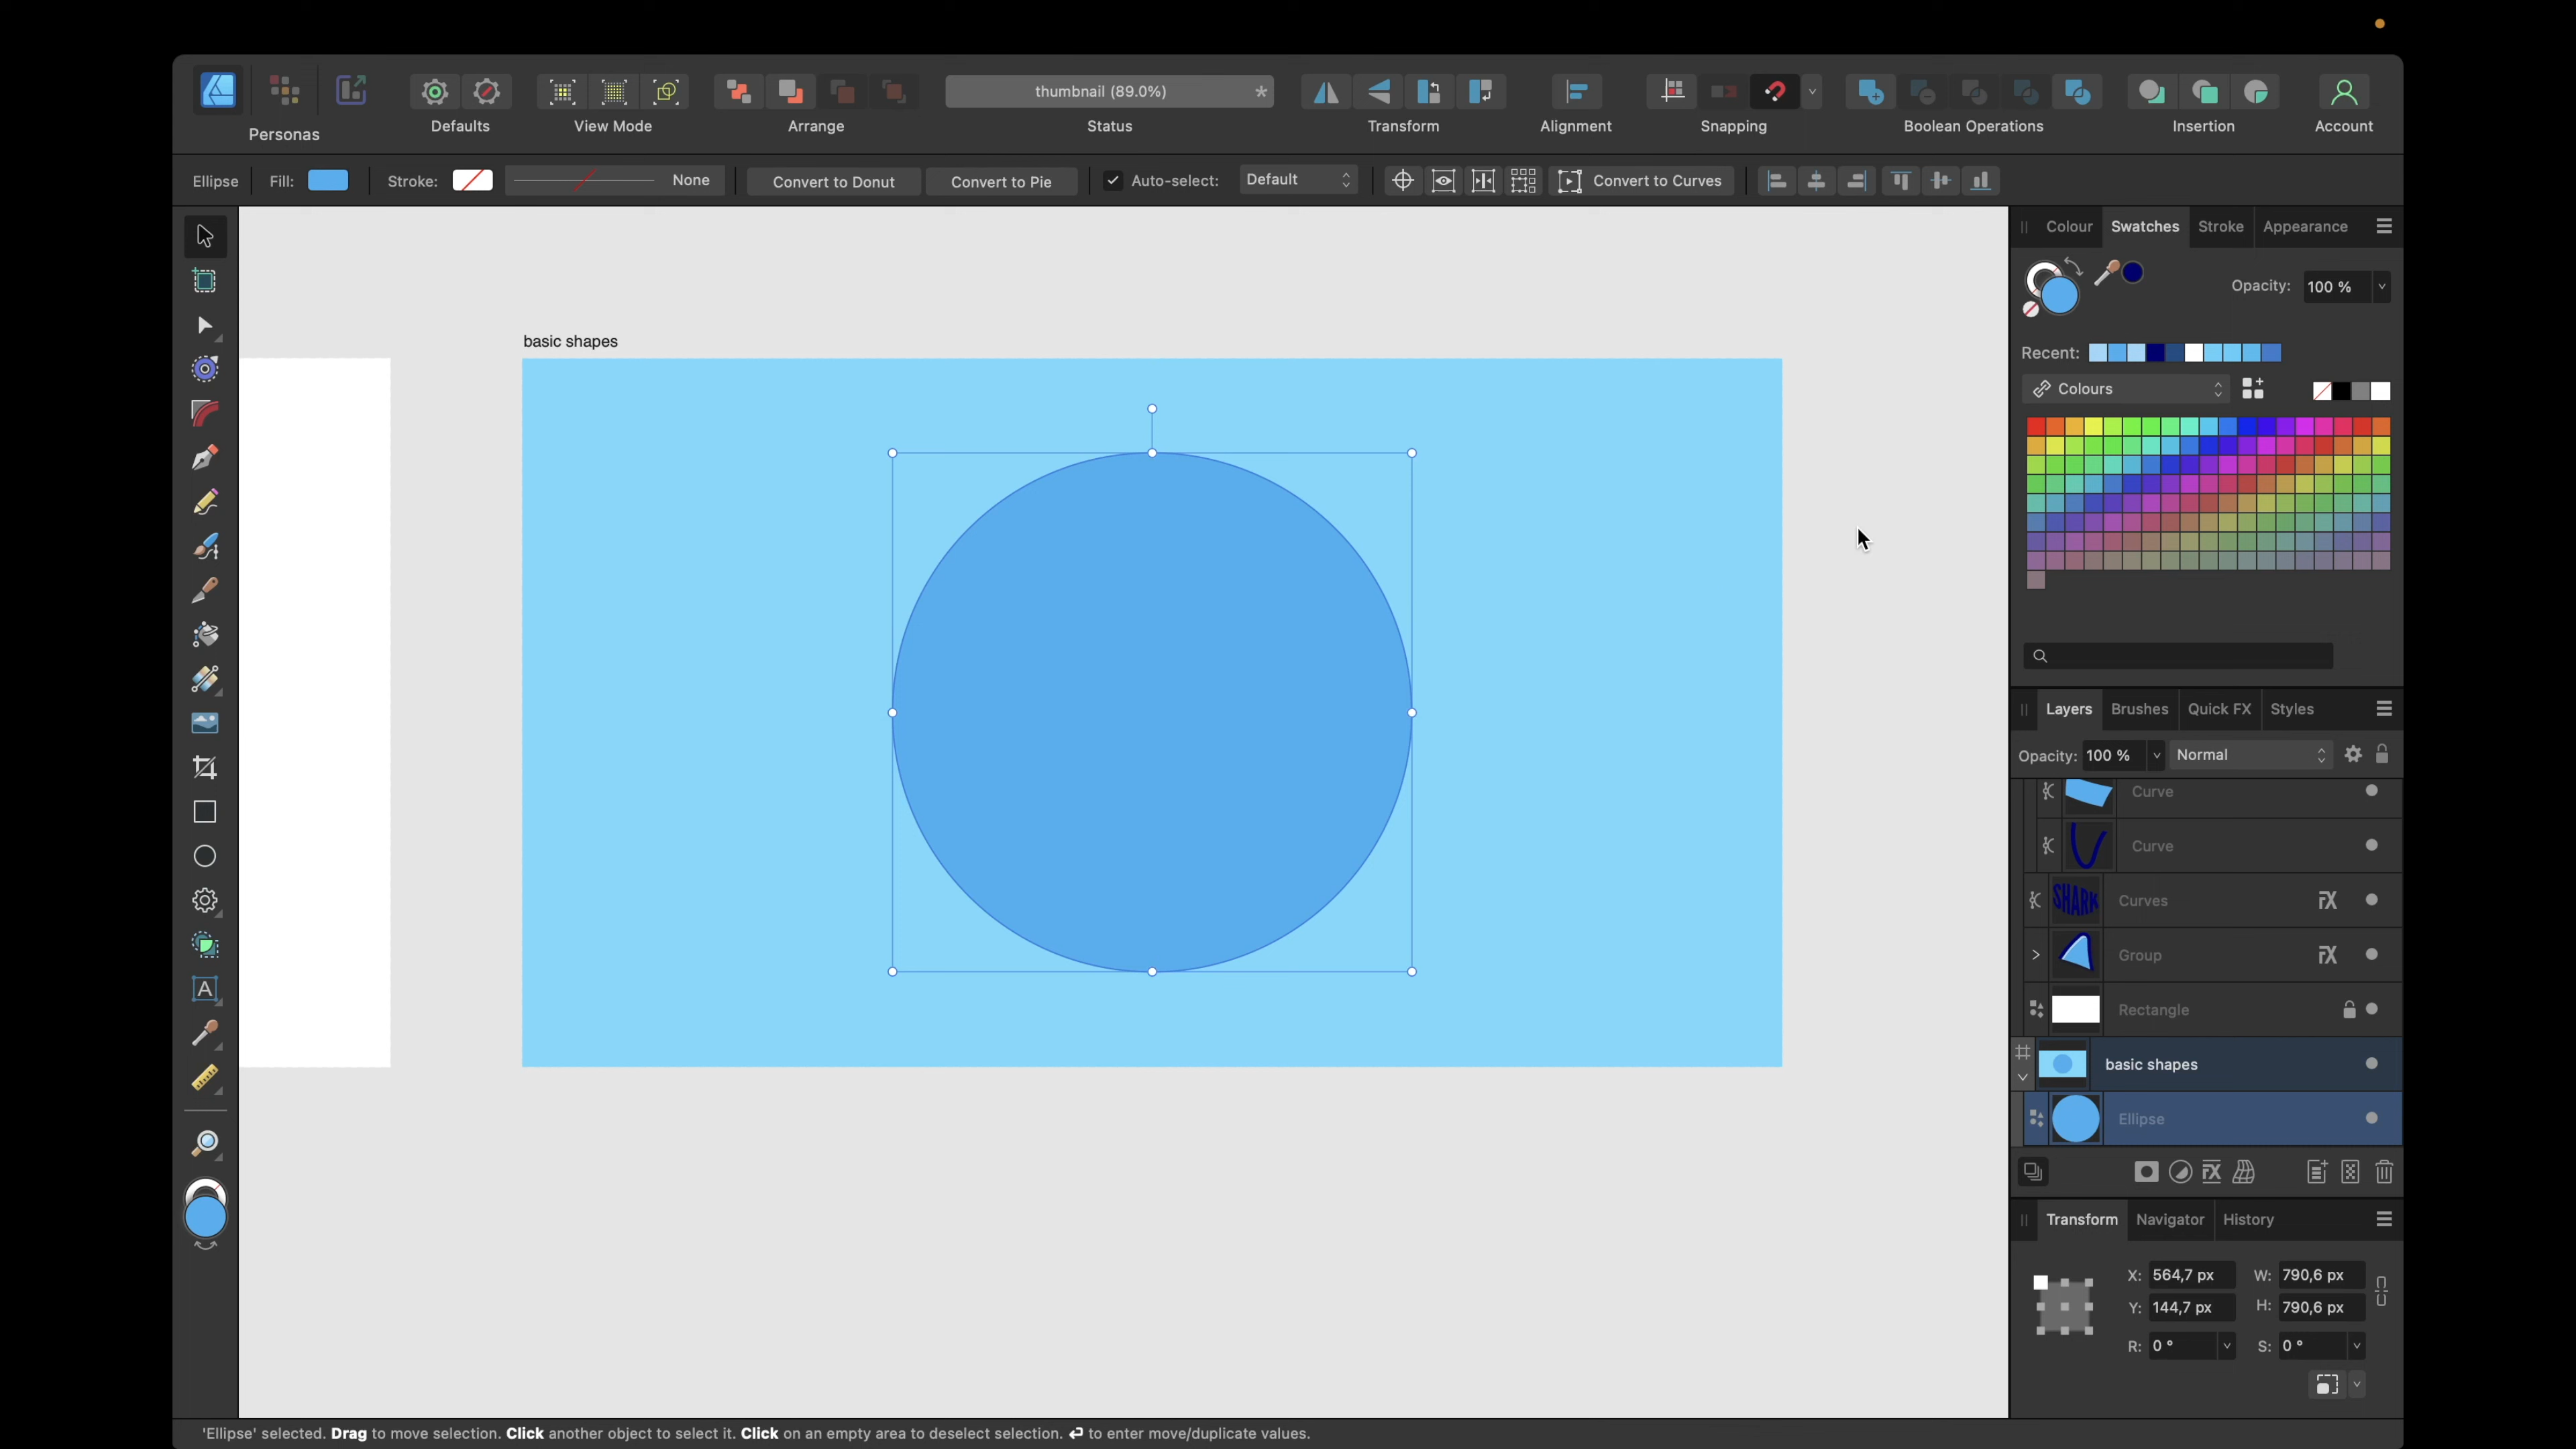 thumbnail (89.0%) *
Personas Defaults View Mode Arrange Status Transform Alignment Snapping Boolean Operations Insertion Account
Ellipse Fill: Stroke: None Convert to Donut Convert to Pie Auto-select: Default Convert to Curves
Colour Swatches Stroke Appearance
Opacity: 100 %
basic shapes
Recent:
Colours
Layers Brushes Quick FX Styles
Opacity: 100 % Normal
Curve
Curve
SHARK Curves FX
Group FX
Rectangle
basic shapes
Ellipse
FX
A
Transform Navigator History
X: 564,7 px W: 790,6 px
Y: 144,7 px H: 790,6 px
R: 0 ° S: 0 °
'Ellipse' selected. Drag to move selection. Click another object to select it. Click on an empty area to deselect selection. ⏎ to enter move/duplicate values.